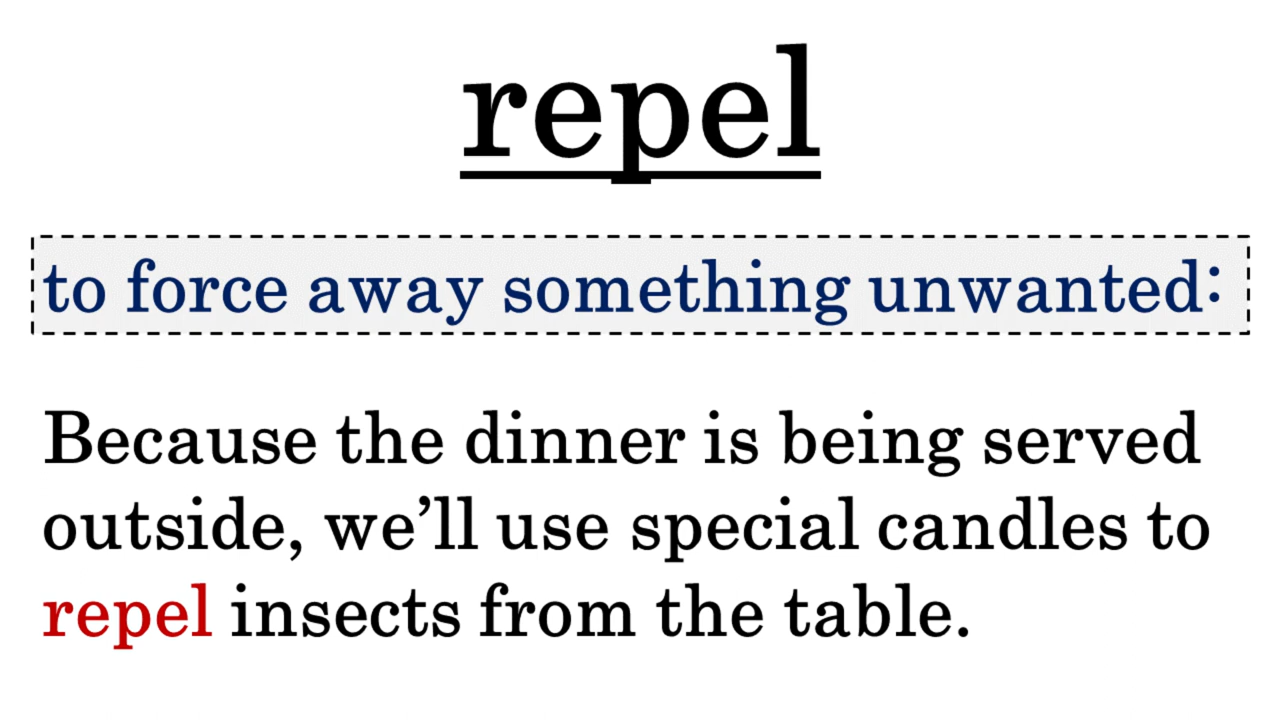 repel
to force away something unwanted:
Because the dinner is being served
outside, we’ll use special candles to
repel insects from the table.